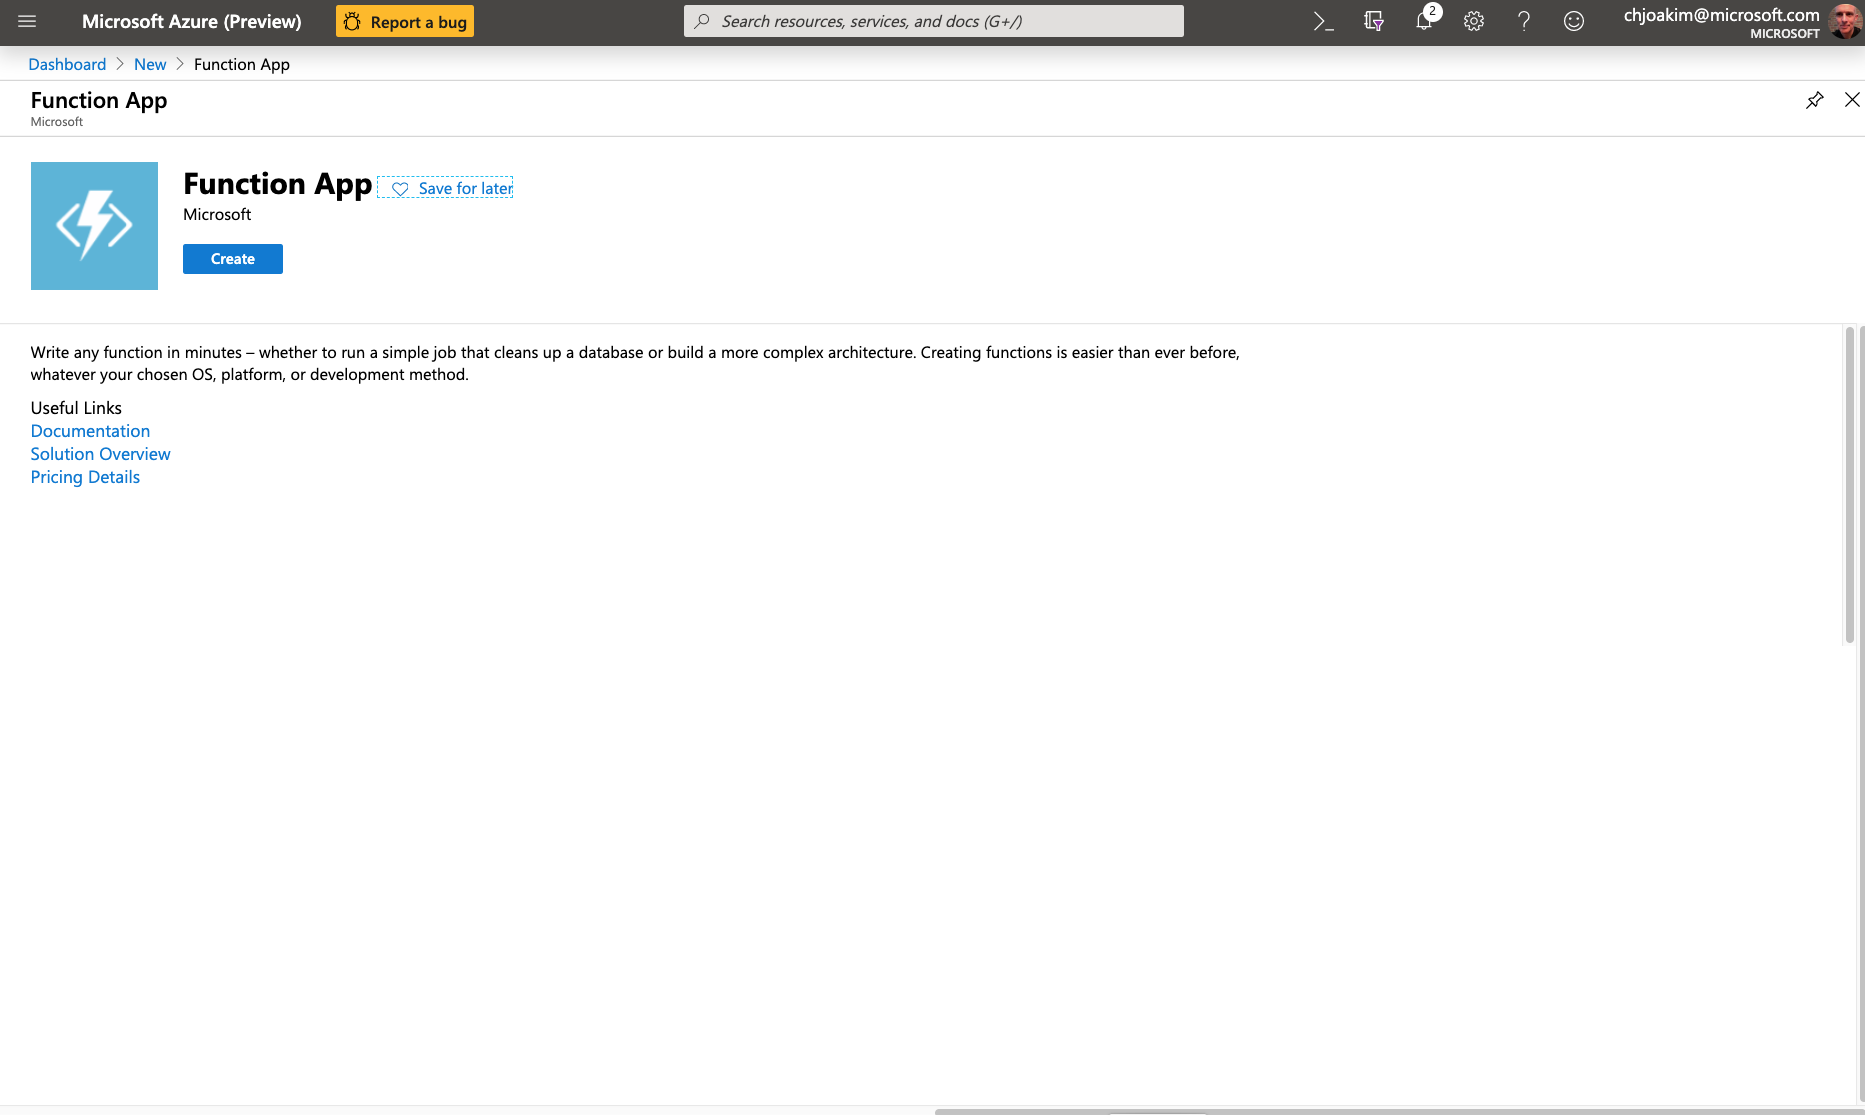 Microsoft Azure (Preview)
Report a bug
Search resources, services, and docs (G+/)
2
chjoakim@microsoft.com
MICROSOFT
Dashboard > New > Function App
Function App
Microsoft
Function App
Save for later
Microsoft
Create
Write any function in minutes – whether to run a simple job that cleans up a database or build a more complex architecture. Creating functions is easier than ever before,
whatever your chosen OS, platform, or development method.
Useful Links
Documentation
Solution Overview
Pricing Details